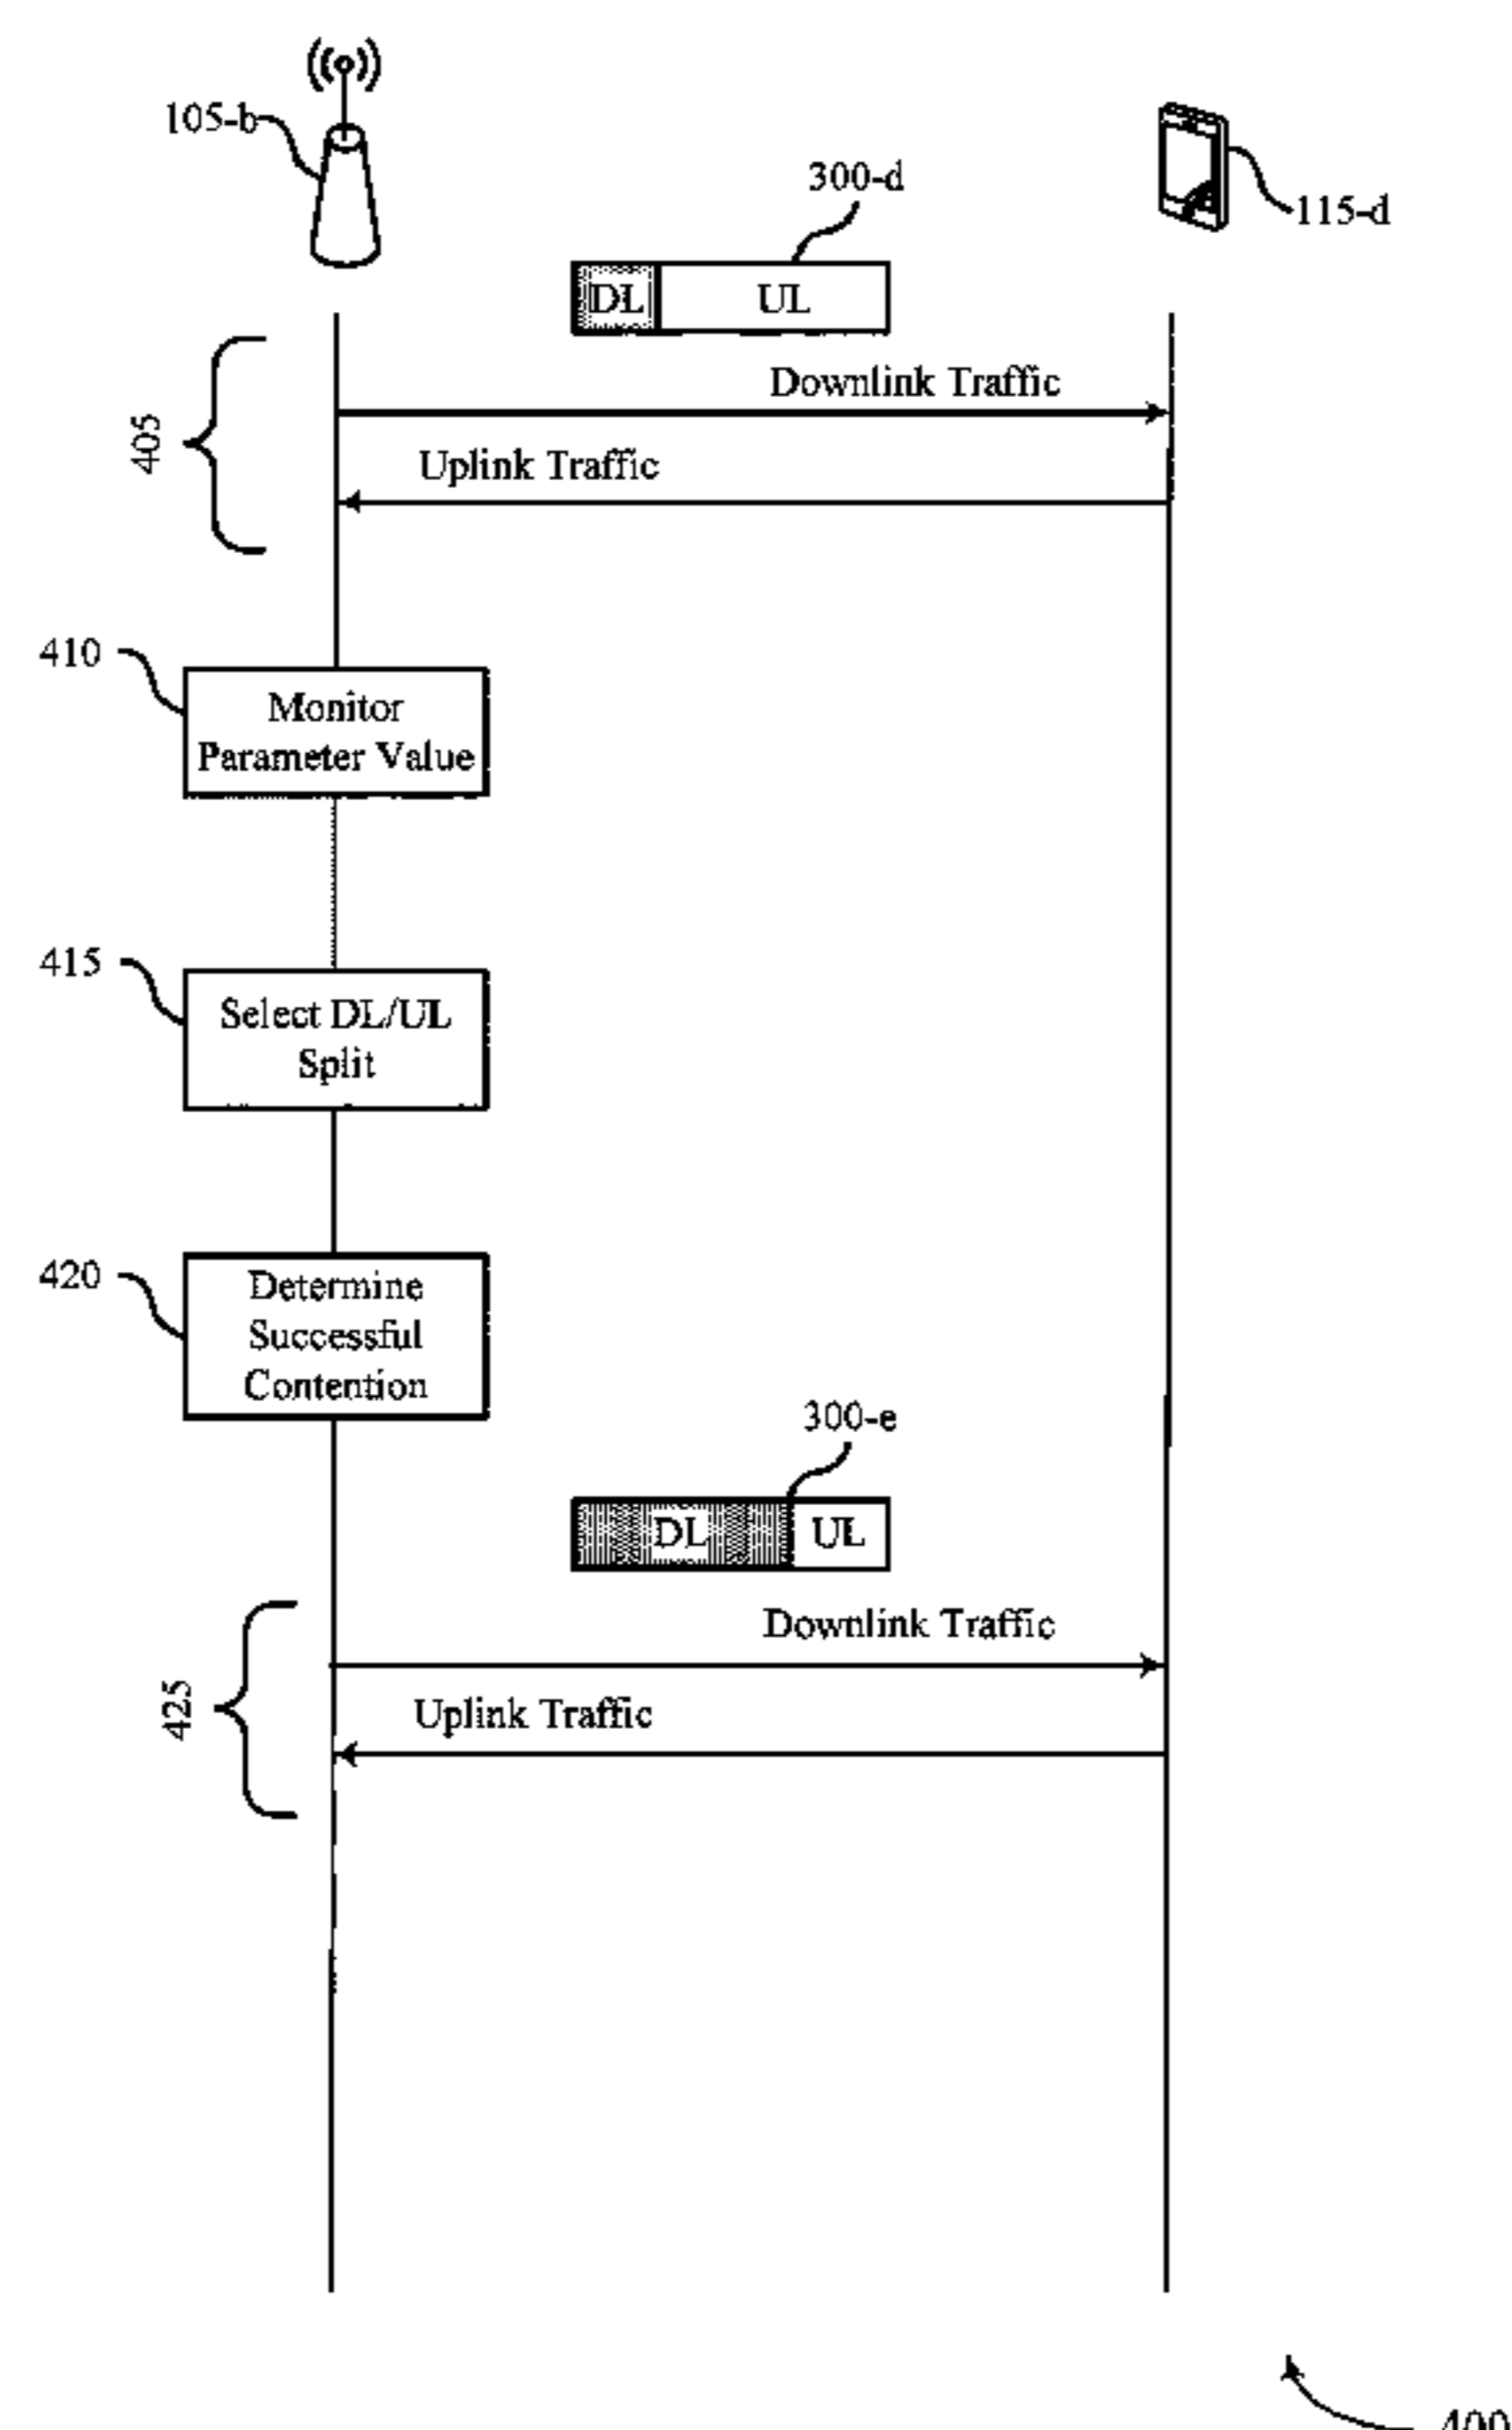 105-b
300-d
115-d
DL UL
Downlink Traffic
405
Uplink Traffic
410
Monitor
Parameter Value
415
Select DL/UL
Split
420
Determine
Successful
Contention
300-e
DL UL
Downlink Traffic
425
Uplink Traffic
400